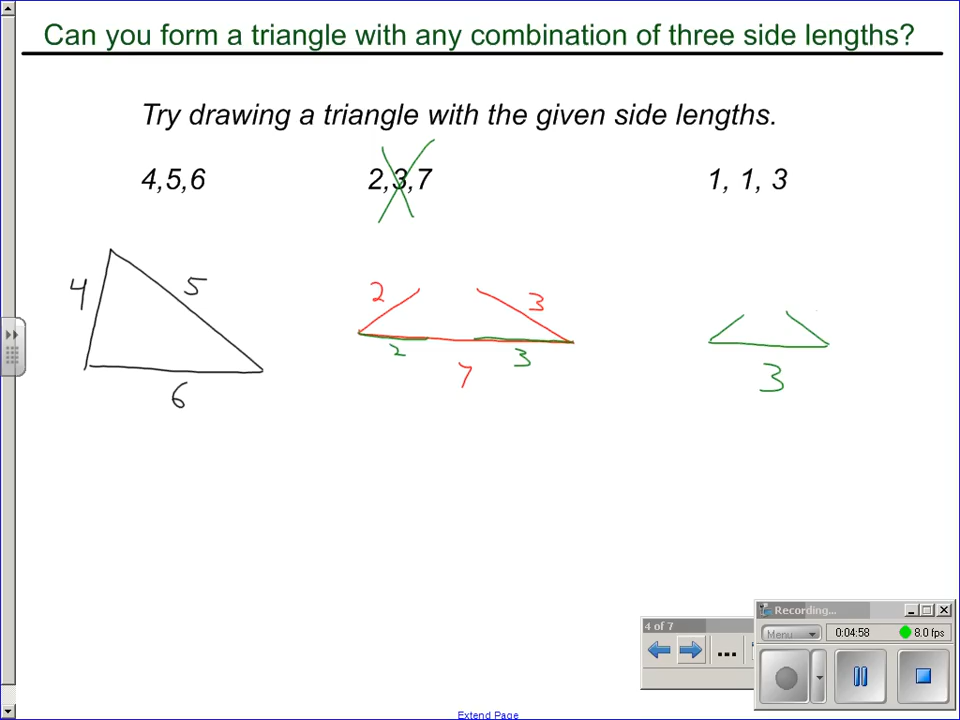 Can you form a triangle with any combination of three side lengths?
Try drawing a triangle with the given side lengths.
4,5,6
2,3,7
1, 1, 3
4
5
6
2
3
2
3
7
3
4 of 7
...
Recording...
Menu
0:04:58
8.0 fps
Extend Page